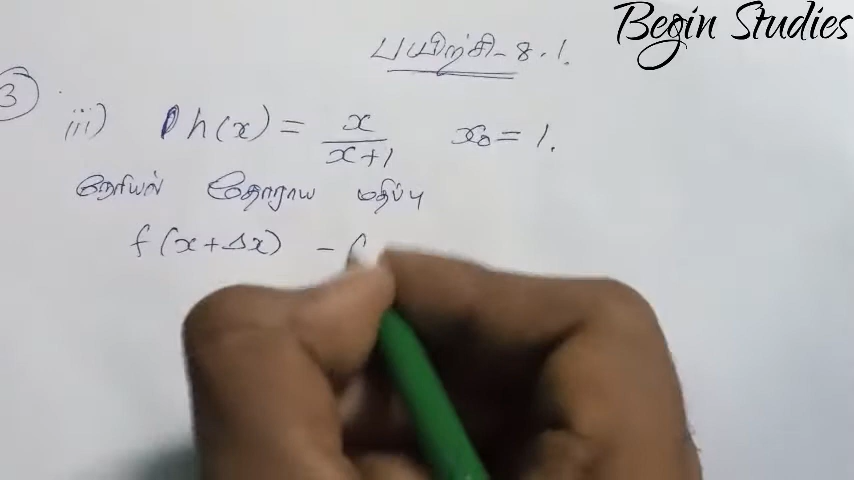 Begin Studies
பயிற்சி - 8.1.
3
iii) h(x) = x/(x+1) x₀ = 1.
நேரியல் தோராய மதிப்பு
f(x+Δx) - f